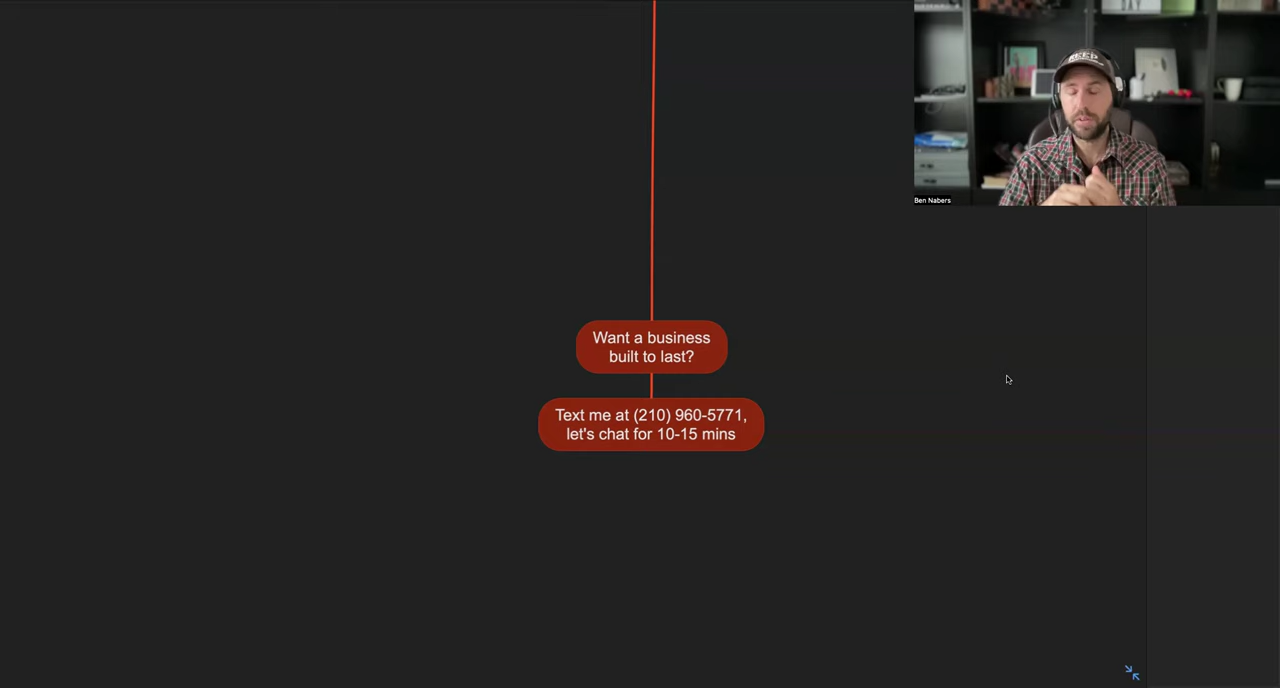 KEEP
Ben Nabers
Want a business
built to last?
Text me at (210) 960-5771,
let's chat for 10-15 mins